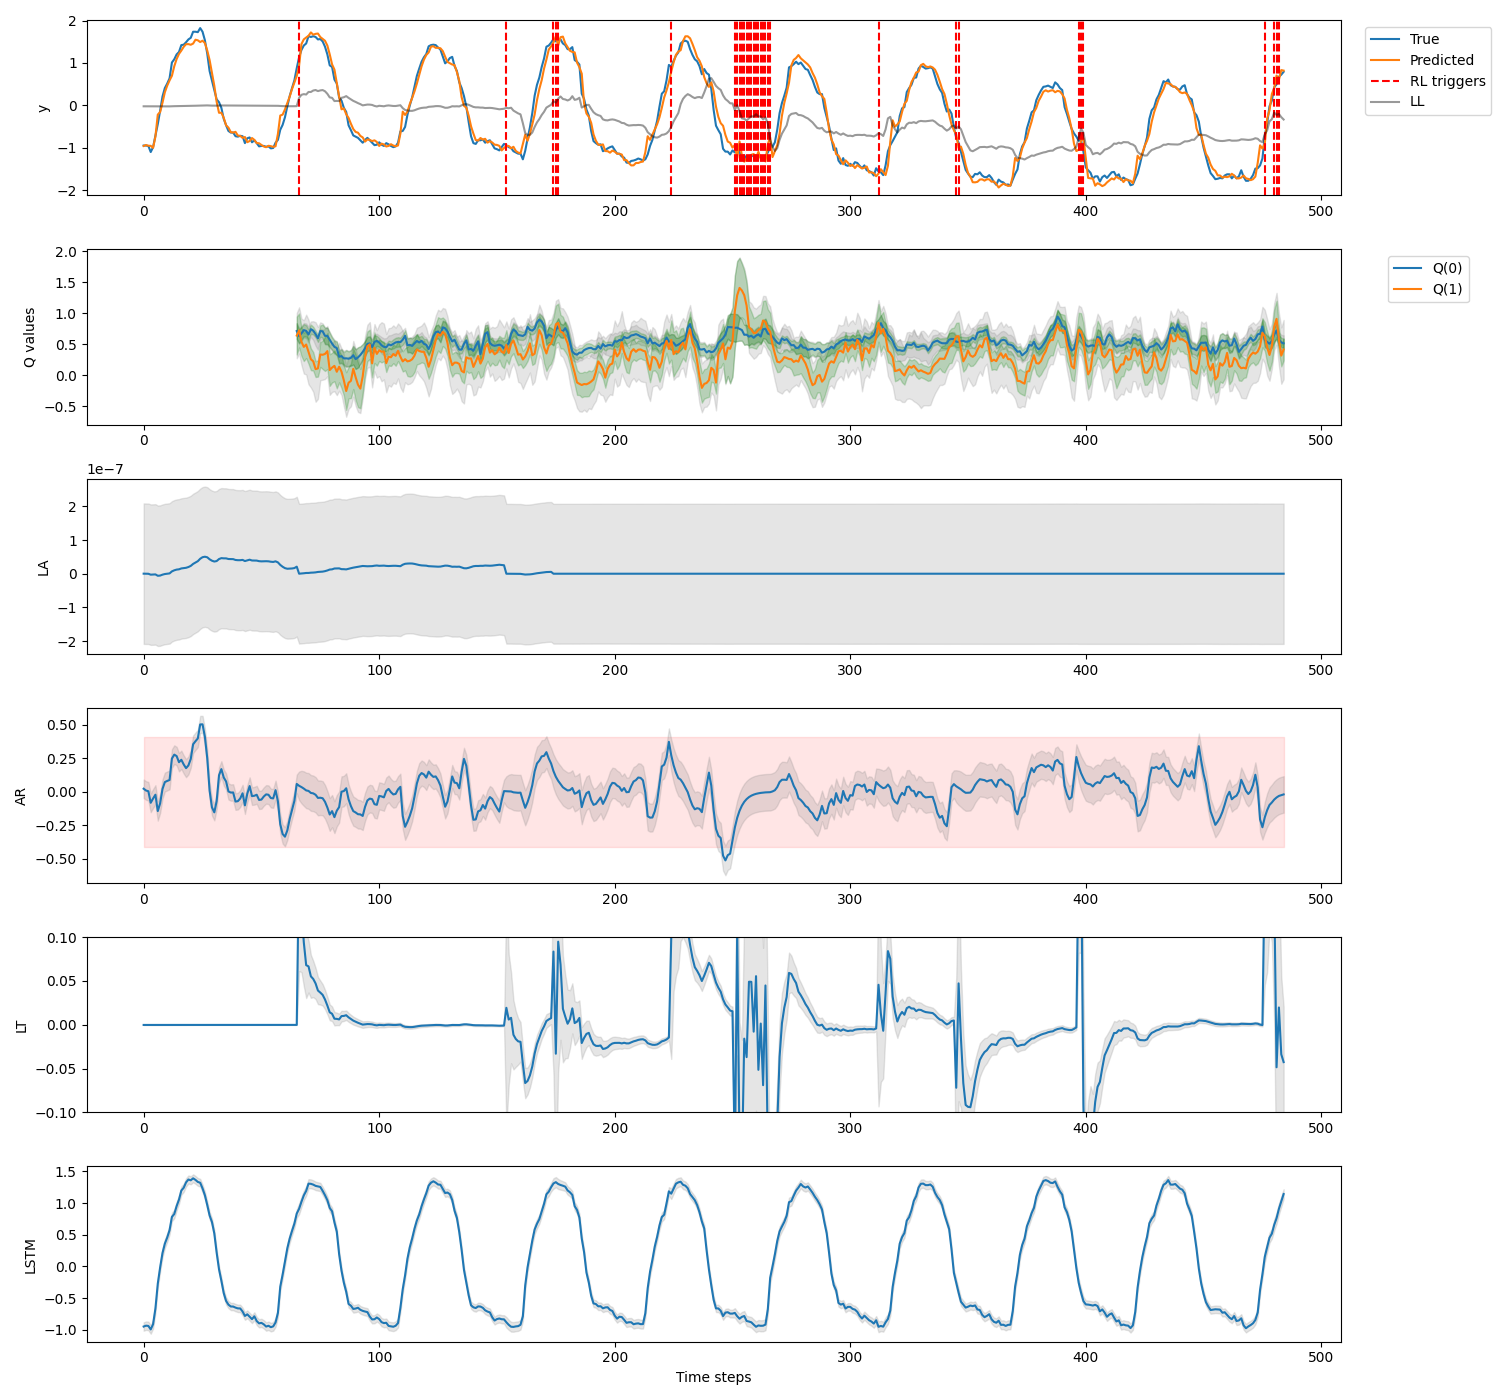 2
1
0
−1
−2
y
0 100 200 300 400 500
True
Predicted
RL triggers
LL
2.0
1.5
1.0
0.5
0.0
−0.5
Q values
0 100 200 300 400 500
Q(0)
Q(1)
1e−7
2
1
0
−1
−2
LA
0 100 200 300 400 500
0.50
0.25
0.00
−0.25
−0.50
AR
0 100 200 300 400 500
0.10
0.05
0.00
−0.05
−0.10
LT
0 100 200 300 400 500
1.5
1.0
0.5
0.0
−0.5
−1.0
LSTM
0 100 200 300 400 500
Time steps